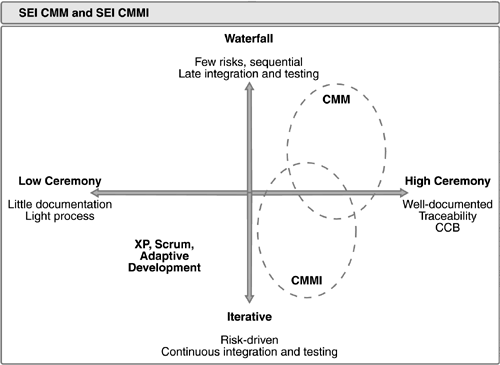 SEI CMM and SEI CMMI
Waterfall
Few risks, sequential
Late integration and testing
CMM
Low Ceremony
Little documentation
Light process
High Ceremony
Well-documented
Traceability
CCB
XP, Scrum,
Adaptive
Development
CMMI
Iterative
Risk-driven
Continuous integration and testing